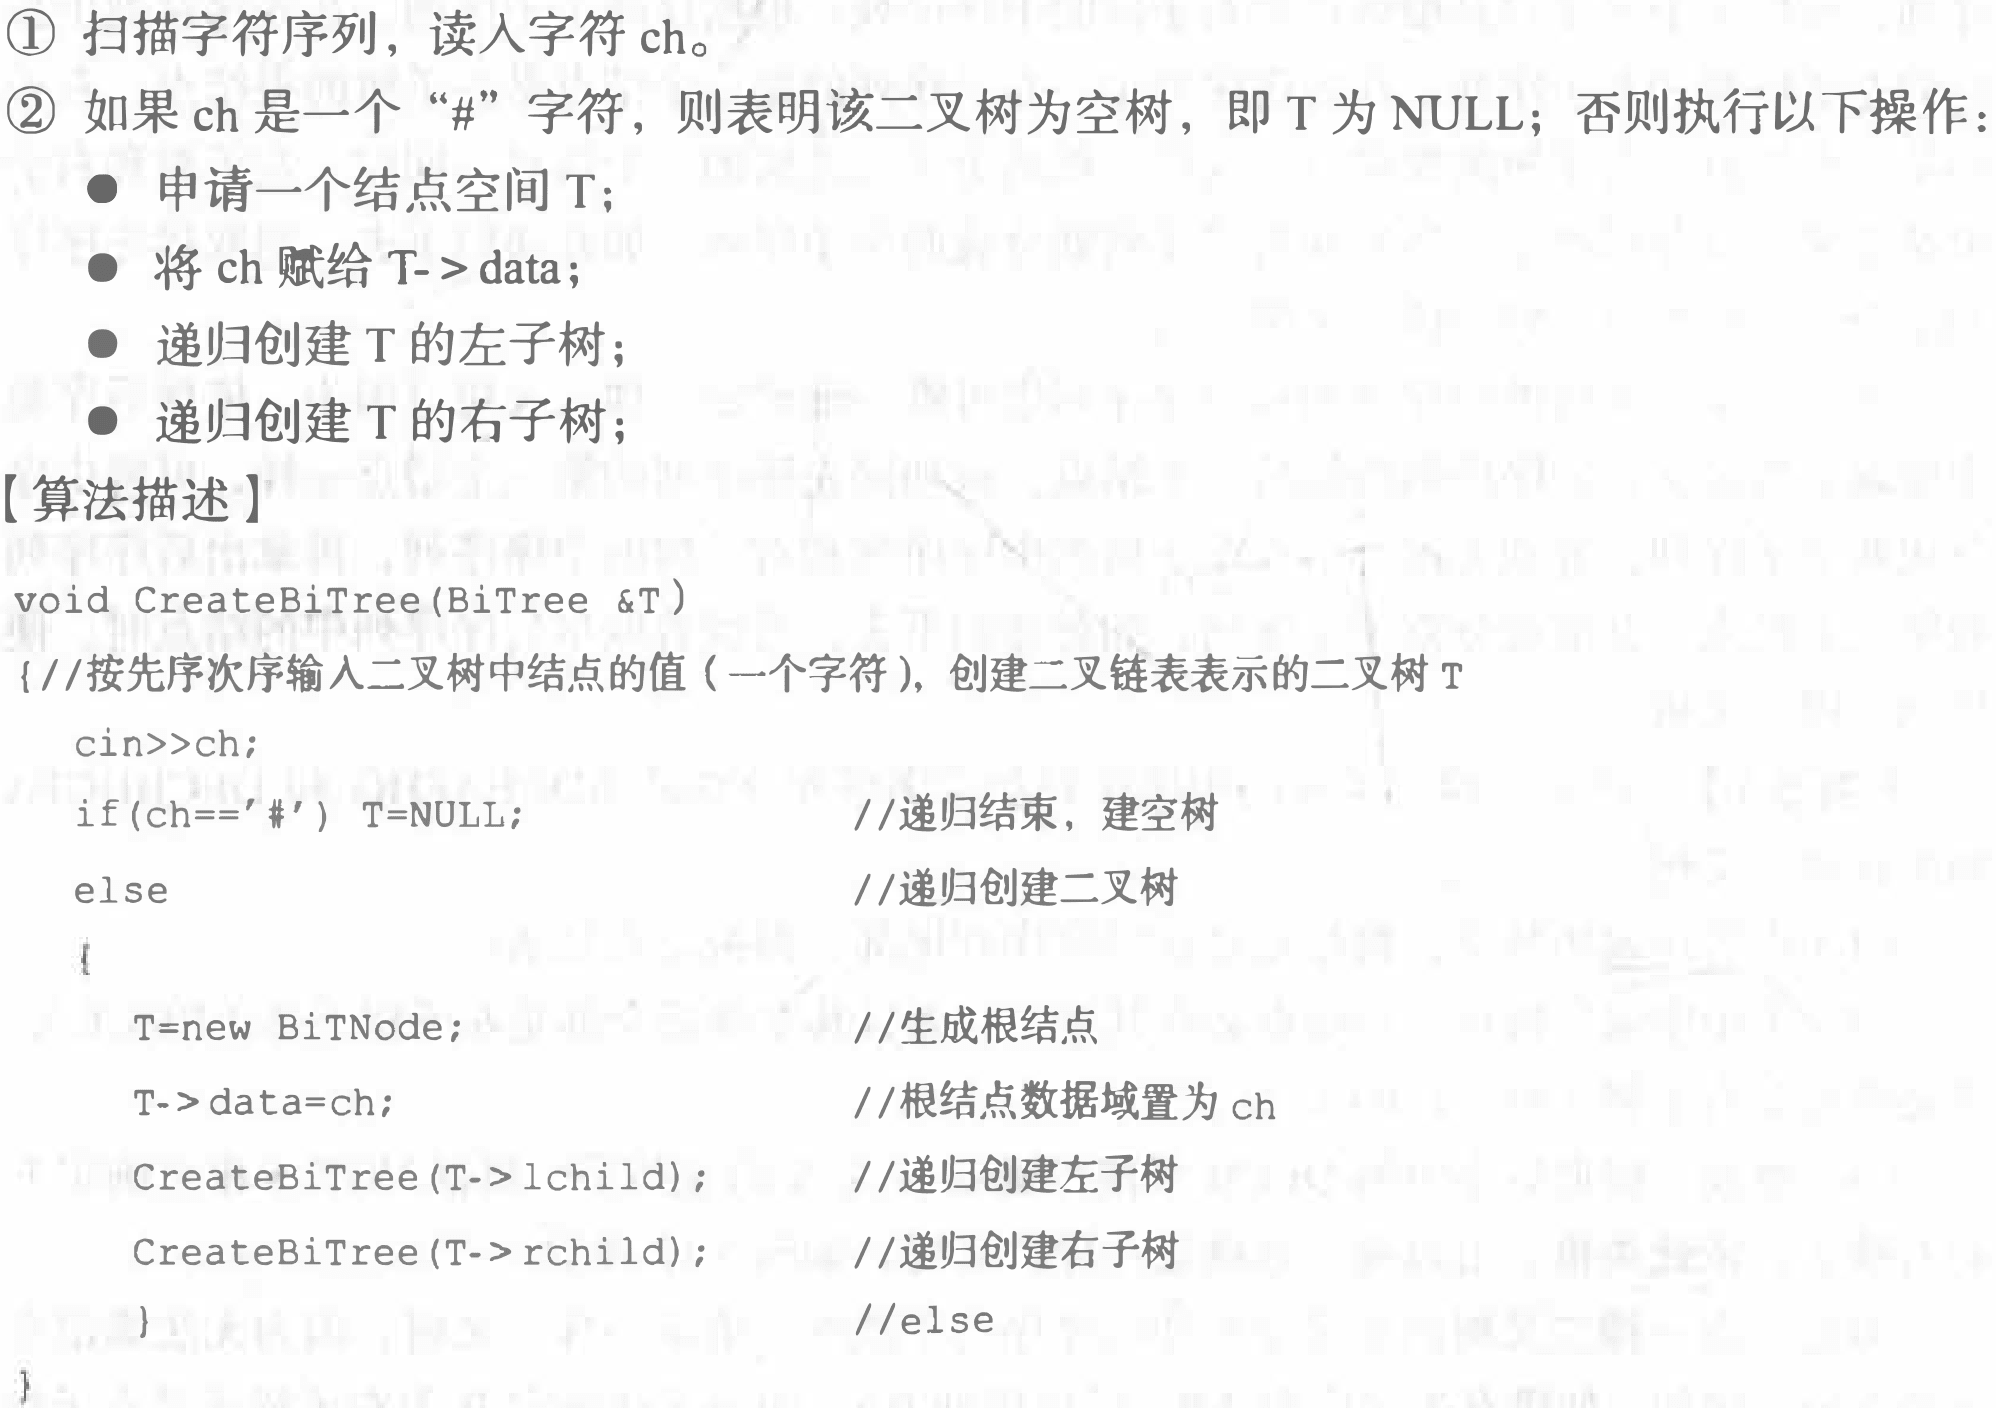 ① 扫描字符序列，读入字符 ch。
② 如果 ch 是一个“#”字符，则表明该二叉树为空树，即 T 为 NULL；否则执行以下操作：
● 申请一个结点空间 T；
● 将 ch 赋给 T->data；
● 递归创建 T 的左子树；
● 递归创建 T 的右子树；
【算法描述】
void CreateBiTree(BiTree &T)
{//按先序次序输入二叉树中结点的值（一个字符），创建二叉链表表示的二叉树 T
cin>>ch;
if(ch=='#') T=NULL; //递归结束，建空树
else //递归创建二叉树
{
T=new BiTNode; //生成根结点
T->data=ch; //根结点数据域置为 ch
CreateBiTree(T->lchild); //递归创建左子树
CreateBiTree(T->rchild); //递归创建右子树
} //else
}